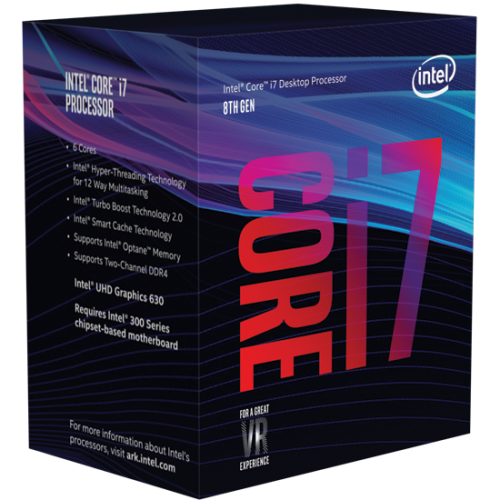 INTEL® CORE™ i7
PROCESSOR
• 6 Cores
• Intel® Hyper-Threading Technology
for 12 Way Multitasking
• Intel® Turbo Boost Technology 2.0
• Intel® Smart Cache Technology
• Supports Intel® Optane™ Memory
• Supports Two-Channel DDR4
Intel® UHD Graphics 630
Requires Intel® 300 Series
chipset-based motherboard
For more information about Intel's
processors, visit ark.intel.com
Intel® Core™ i7 Desktop Processor
8TH GEN
intel®
CORE
i7
FOR A GREAT
VR
EXPERIENCE